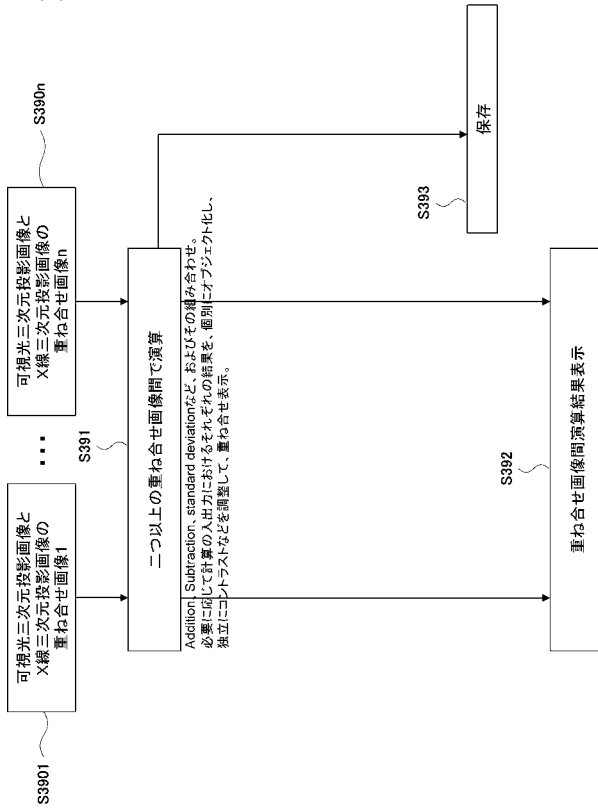 S3901
可視光三次元投影画像と
X線三次元投影画像の
重ね合せ画像1
・・・
可視光三次元投影画像と
X線三次元投影画像の
重ね合せ画像n
S390n
S391
二つ以上の重ね合せ画像間で演算
Addition、Subtraction、standard deviationなど、およびその組み合わせ。
必要に応じて計算の入出力におけるそれぞれの結果を、個別にオブジェクト化し、
独立にコントラストなどを調整して、重ね合せ表示。
S393
保存
S392
重ね合せ画像間演算結果表示